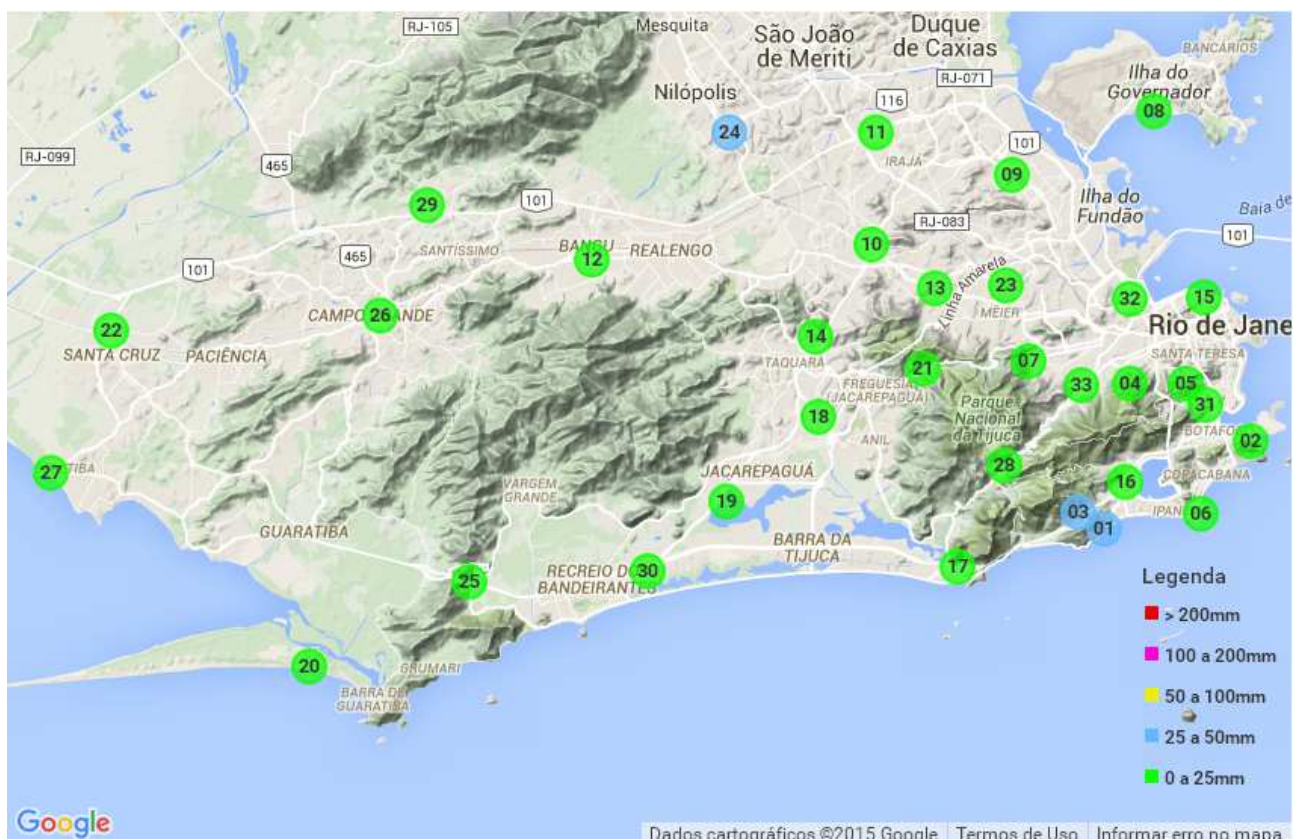 RJ-105
Mesquita
São João
de Meriti
Duque
de Caxias
BANCÁRIOS
RJ-071
Ilha do
Governador
Nilópolis
116
08
24
11
RJ-099
465
IRAJÁ
101
09
Ilha do
Fundão
29
101
RJ-083
Baia de
101
SANTÍSSIMO
BANGU
REALENGO
10
465
12
101
Linha Amarela
13
23
32
15
CAMPO GRANDE
26
MÉIER
22
14
Rio de Jane
SANTA CRUZ
PACIÊNCIA
TAQUARA
SANTA TERESA
07
21
FREGUESIA
(JACAREPAGUÁ)
33
04
05
Parque
Nacional
da Tijuca
31
18
BOTAFO
ANIL
02
27
TIBA
28
JACAREPAGUÁ
COPACABANA
16
VARGEM
GRANDE
19
03
IPAN
06
01
GUARATIBA
BARRA DA
TIJUCA
17
RECREIO D
BANDEIRANTES
30
25
Legenda
> 200mm
20
GRUMARI
100 a 200mm
BARRA DE
GUARATIBA
50 a 100mm
25 a 50mm
0 a 25mm
Google
Dados cartográficos ©2015 Google
Termos de Uso
Informar erro no mapa